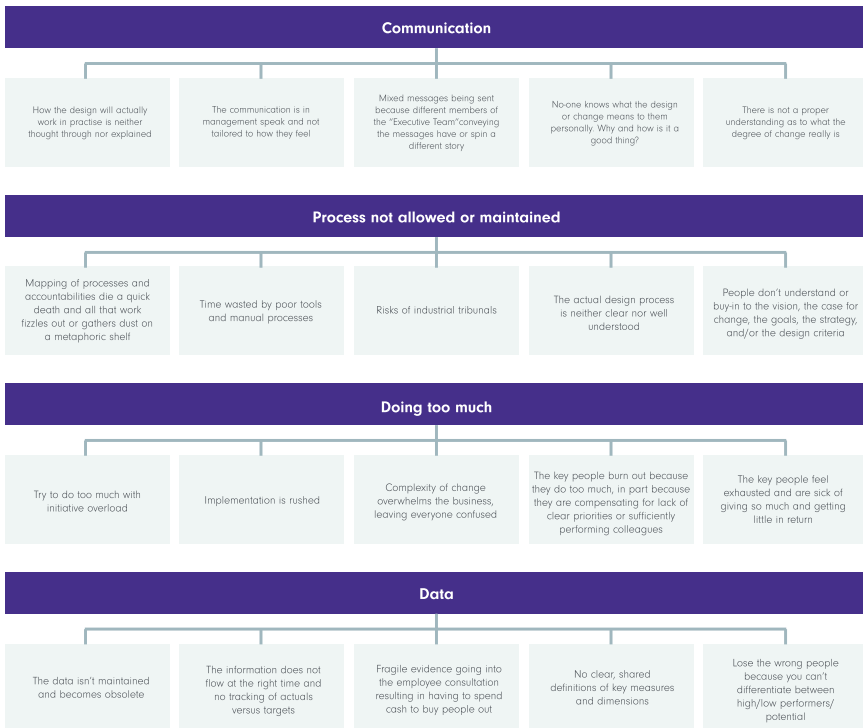 Communication
How the design will actually
work in practise is neither
thought through nor explained
The communication is in
management speak and not
tailored to how they feel
Mixed messages being sent
because different members of
the “Executive Team”conveying
the messages have or spin a
different story
No-one knows what the design
or change means to them
personally. Why and how is it a
good thing?
There is not a proper
understanding as to what the
degree of change really is
Process not allowed or maintained
Mapping of processes and
accountabilities die a quick
death and all that work
fizzles out or gathers dust on
a metaphoric shelf
Time wasted by poor tools
and manual processes
Risks of industrial tribunals
The actual design process
is neither clear nor well
understood
People don’t understand or
buy-in to the vision, the case for
change, the goals, the strategy,
and/or the design criteria
Doing too much
Try to do too much with
initiative overload
Implementation is rushed
Complexity of change
overwhelms the business,
leaving everyone confused
The key people burn out because
they do too much, in part because
they are compensating for lack of
clear priorities or sufficiently
performing colleagues
The key people feel
exhausted and are sick of
giving so much and getting
little in return
Data
The data isn’t maintained
and becomes obsolete
The information does not
flow at the right time and
no tracking of actuals
versus targets
Fragile evidence going into
the employee consultation
resulting in having to spend
cash to buy people out
No clear, shared
definitions of key measures
and dimensions
Lose the wrong people
because you can’t
differentiate between
high/low performers/
potential